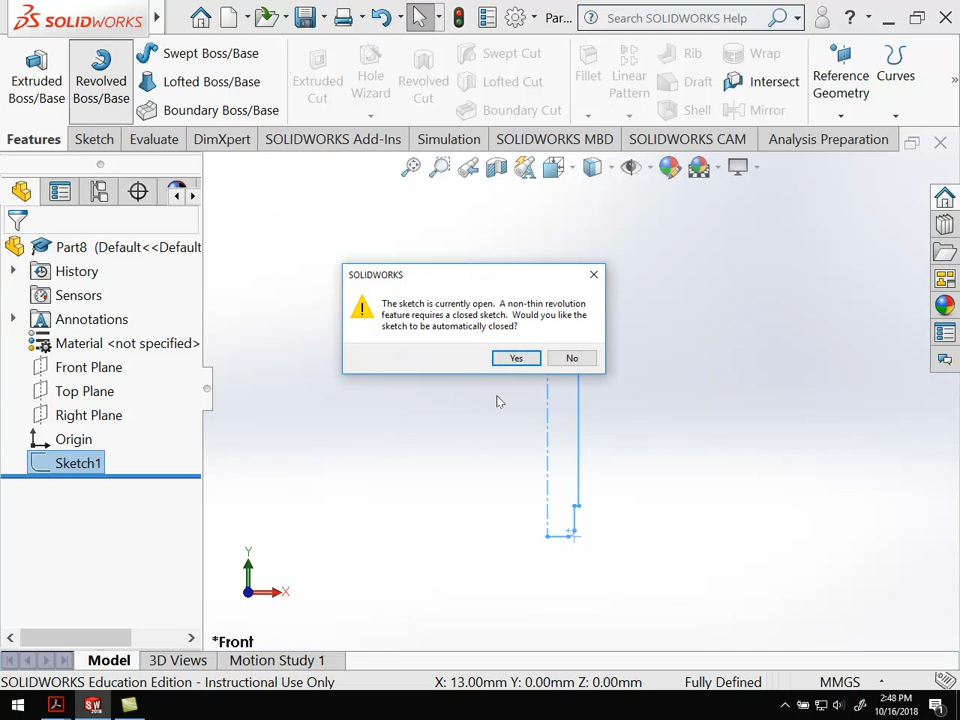 SOLIDWORKS
Par...
Search SOLIDWORKS Help
?
Extruded Boss/Base
Revolved Boss/Base
Swept Boss/Base
Lofted Boss/Base
Boundary Boss/Base
Extruded Cut
Hole Wizard
Revolved Cut
Swept Cut
Lofted Cut
Boundary Cut
Fillet
Linear Pattern
Rib
Draft
Shell
Wrap
Intersect
Mirror
Reference Geometry
Curves
»
Features
Sketch
Evaluate
DimXpert
SOLIDWORKS Add-Ins
Simulation
SOLIDWORKS MBD
SOLIDWORKS CAM
Analysis Preparation
Part8 (Default<<Default
History
Sensors
Annotations
Material <not specified>
Front Plane
Top Plane
Right Plane
Origin
Sketch1
SOLIDWORKS
The sketch is currently open. A non-thin revolution
feature requires a closed sketch. Would you like the
sketch to be automatically closed?
Yes
No
Y
X
*Front
Model
3D Views
Motion Study 1
SOLIDWORKS Education Edition - Instructional Use Only
X: 13.00mm Y: 0.00mm Z: 0.00mm
Fully Defined
MMGS
2:48 PM
10/16/2018